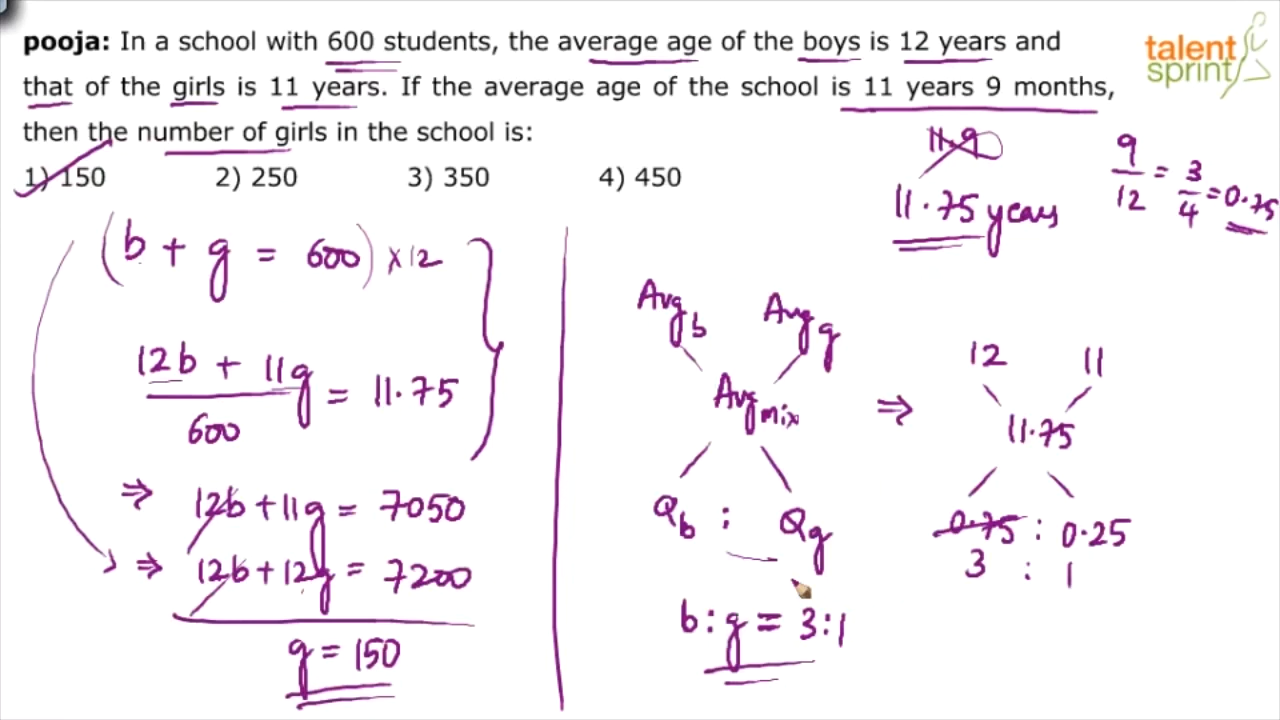 pooja: In a school with 600 students, the average age of the boys is 12 years and
that of the girls is 11 years. If the average age of the school is 11 years 9 months,
then the number of girls in the school is:
1) 150 2) 250 3) 350 4) 450
talent
sprint
11.9
11.75 years
9/12 = 3/4 = 0.75
(b + g = 600) × 12
12b + 11g
600
= 11.75
⇒ 12b + 11g = 7050
⇒ 12b + 12g = 7200
g = 150
Avg b Avg g
Avg mix
Q b : Q g
b : g = 3 : 1
⇒
12 11
11.75
0.75 : 0.25
3 : 1